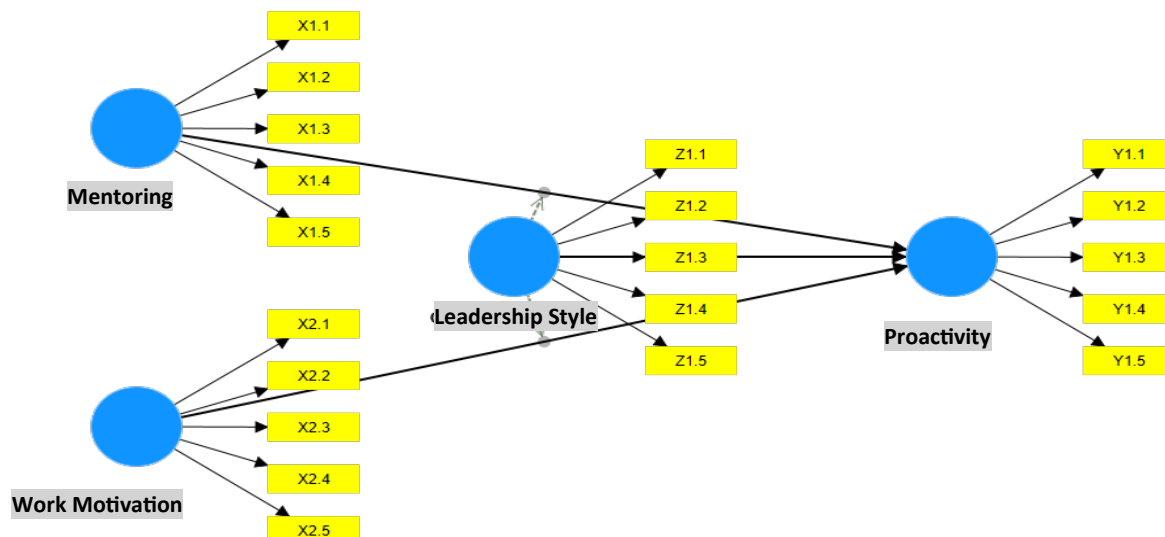 X1.1
X1.2
X1.3
X1.4
X1.5
Mentoring
X2.1
X2.2
X2.3
X2.4
X2.5
Work Motivation
Z1.1
Z1.2
Z1.3
Z1.4
Z1.5
Leadership Style
Y1.1
Y1.2
Y1.3
Y1.4
Y1.5
Proactivity